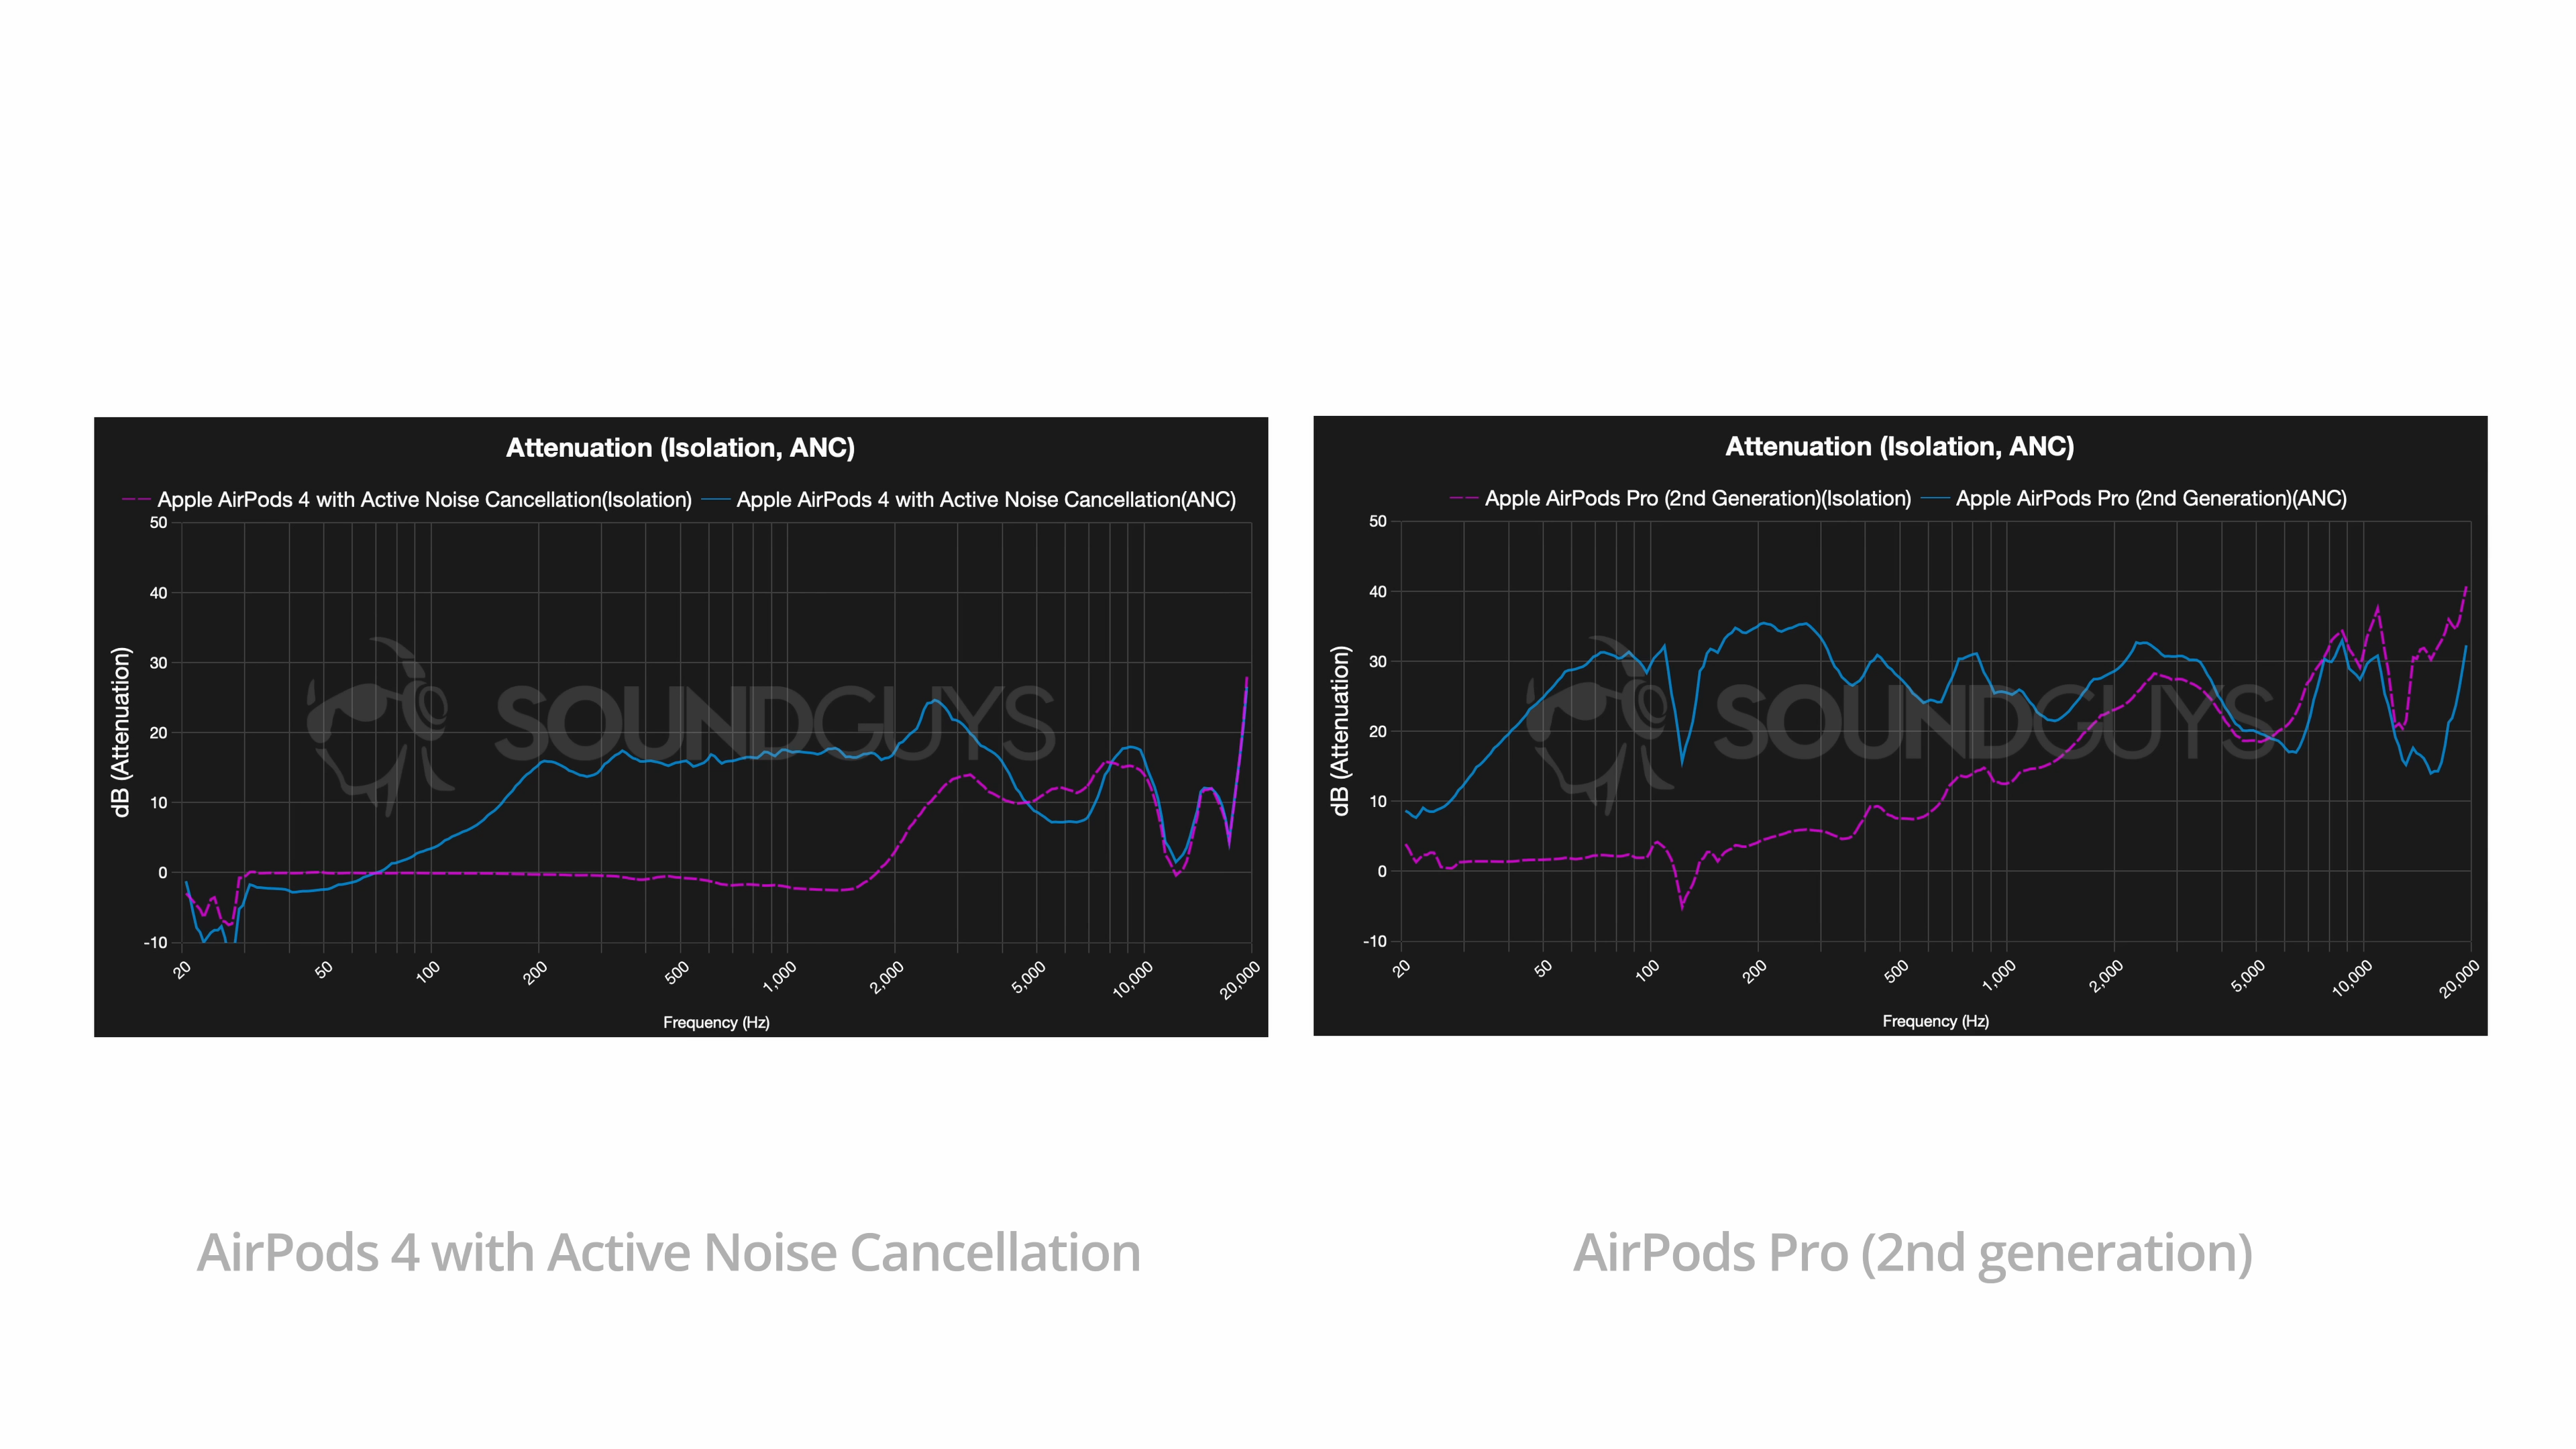 Attenuation (Isolation, ANC)
Apple AirPods 4 with Active Noise Cancellation(Isolation) Apple AirPods 4 with Active Noise Cancellation(ANC)
50
40
30
20
10
0
-10
dB (Attenuation)
SOUNDGUYS
20 50 100 200 500 1,000 2,000 5,000 10,000 20,000
Frequency (Hz)
Attenuation (Isolation, ANC)
Apple AirPods Pro (2nd Generation)(Isolation) Apple AirPods Pro (2nd Generation)(ANC)
50
40
30
20
10
0
-10
dB (Attenuation)
SOUNDGUYS
20 50 100 200 500 1,000 2,000 5,000 10,000 20,000
Frequency (Hz)
AirPods 4 with Active Noise Cancellation
AirPods Pro (2nd generation)